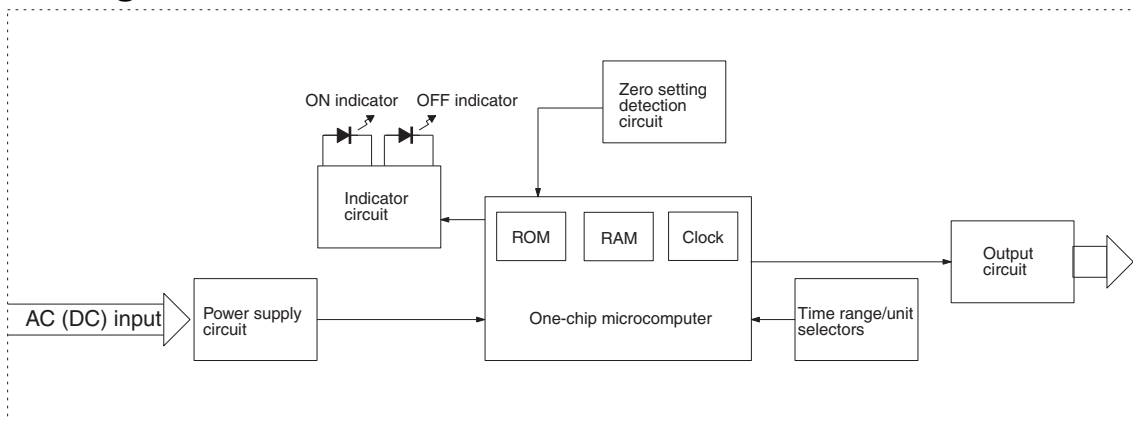 ON indicator
OFF indicator
Zero setting
detection
circuit
Indicator
circuit
ROM
RAM
Clock
Output
circuit
AC (DC) input
Power supply
circuit
One-chip microcomputer
Time range/unit
selectors